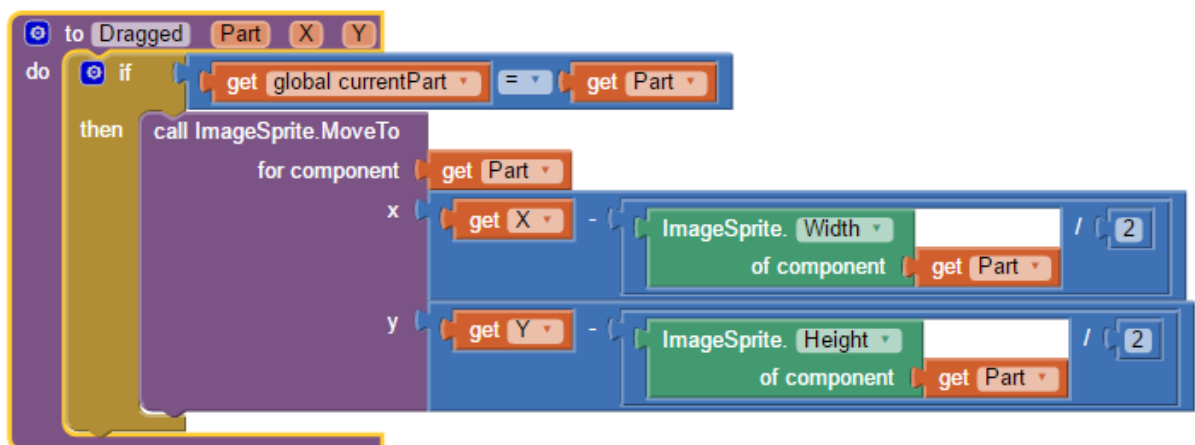 to Dragged Part X Y
do if get global currentPart = get Part
then call ImageSprite.MoveTo
for component get Part
x get X - ImageSprite. Width / 2
of component get Part
y get Y - ImageSprite. Height / 2
of component get Part